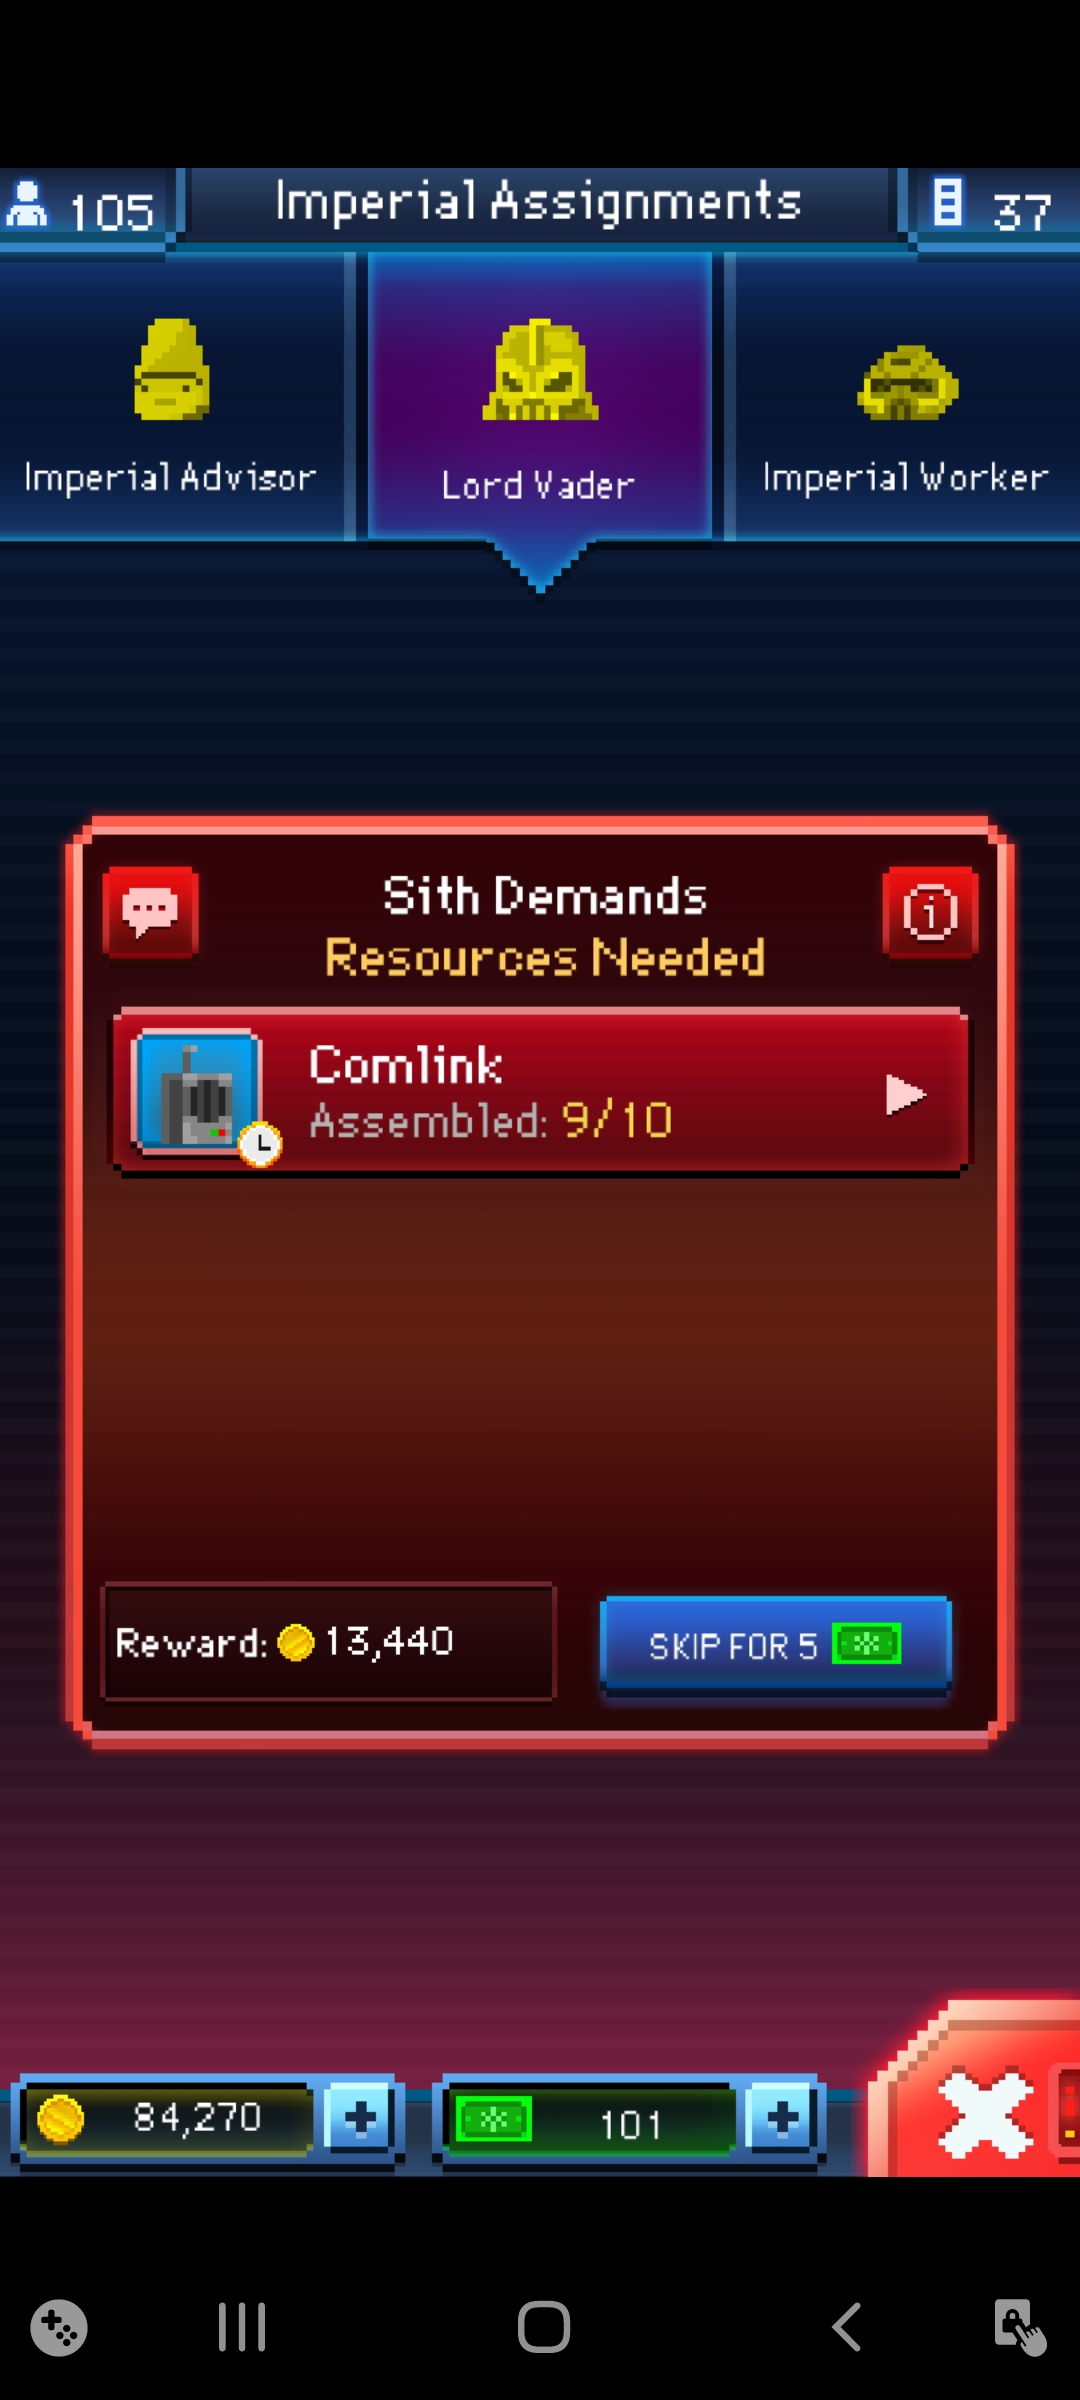 105
Imperial Assignments
37
Imperial Advisor
Lord Vader
Imperial Worker
Sith Demands
Resources Needed
Comlink
Assembled: 9/10
Reward: 13,440
SKIP FOR 5
84,270
101